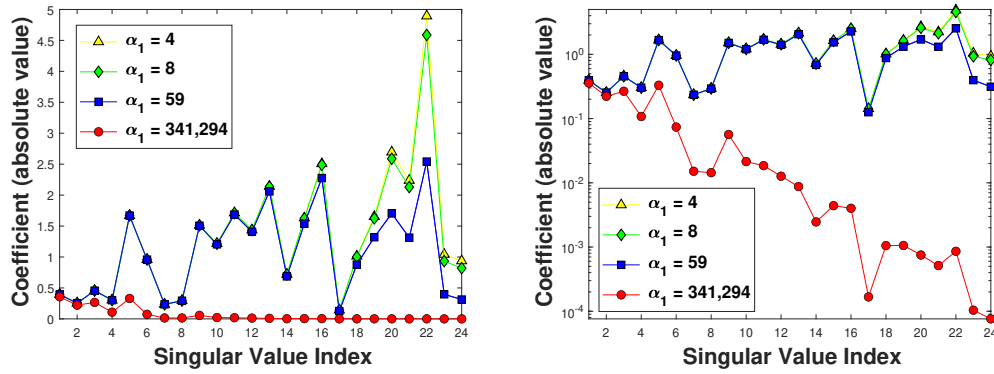 Coefficient (absolute value)
5
4.5
4
3.5
3
2.5
2
1.5
1
0.5
0
α1 = 4
α1 = 8
α1 = 59
α1 = 341,294
2 4 6 8 10 12 14 16 18 20 22 24
Singular Value Index
Coefficient (absolute value)
10^0
10^-1
10^-2
10^-3
10^-4
α1 = 4
α1 = 8
α1 = 59
α1 = 341,294
2 4 6 8 10 12 14 16 18 20 22 24
Singular Value Index